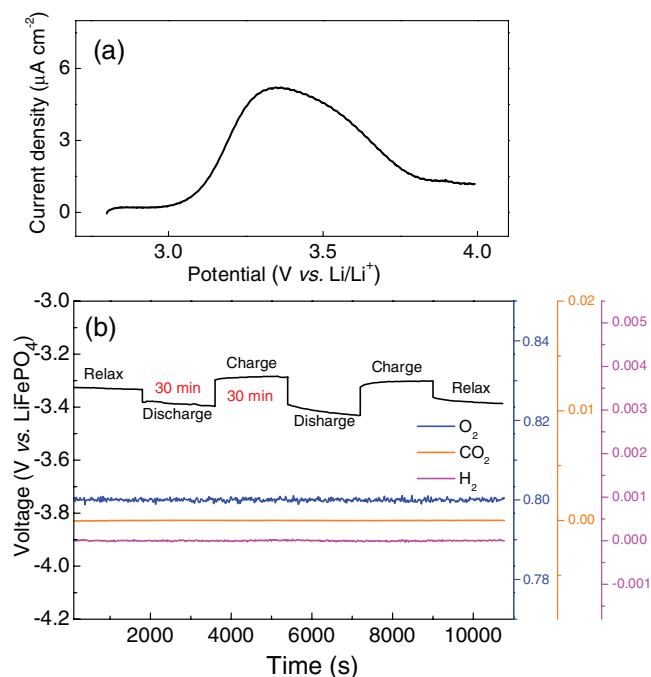 (a)
Current density (μA cm⁻²)
6
3
0
3.0 3.5 4.0
Potential (V vs. Li/Li⁺)
(b)
Voltage (V vs. LiFePO₄)
-3.0
-3.2
-3.4
-3.6
-3.8
-4.0
-4.2
Relax
30 min
Discharge
Charge
30 min
Disharge
Charge
Relax
O₂
CO₂
H₂
0.84
0.82
0.80
0.78
0.02
0.01
0.00
0.005
0.004
0.003
0.002
0.001
0.000
-0.001
2000 4000 6000 8000 10000
Time (s)